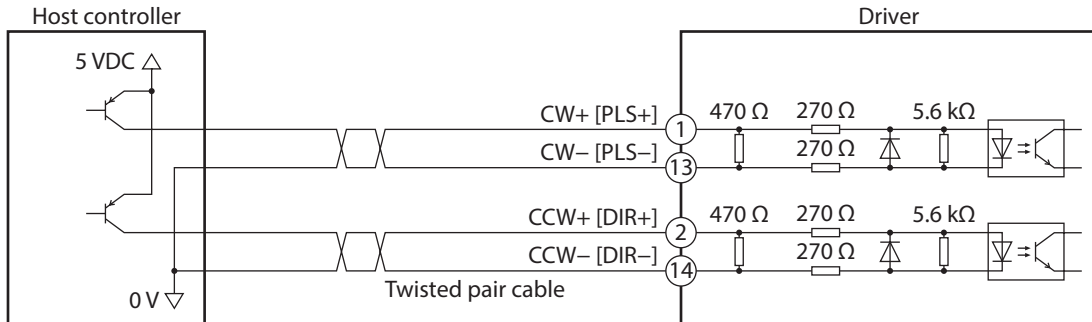 Host controller
Driver
5 VDC
CW+ [PLS+]
1
470 Ω
270 Ω
5.6 kΩ
CW− [PLS−]
13
270 Ω
CCW+ [DIR+]
2
470 Ω
270 Ω
5.6 kΩ
CCW− [DIR−]
14
270 Ω
0 V
Twisted pair cable